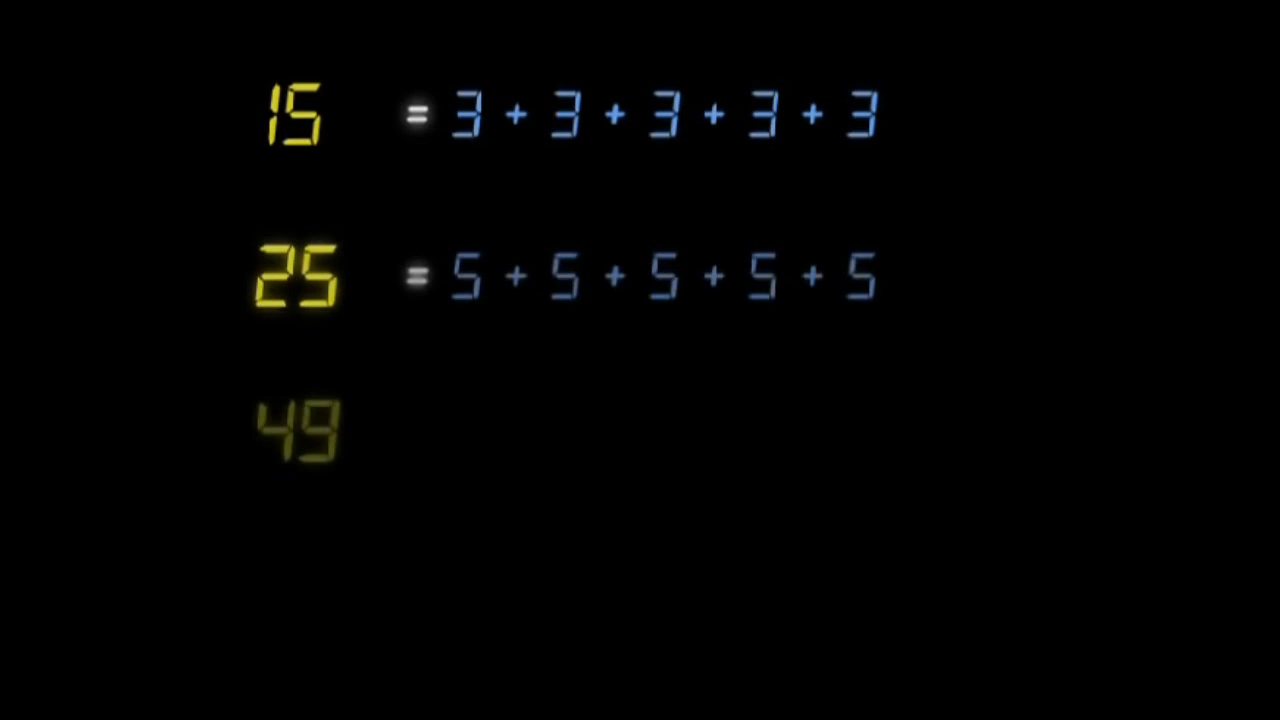 15 = 3 + 3 + 3 + 3 + 3
25 = 5 + 5 + 5 + 5 + 5
49